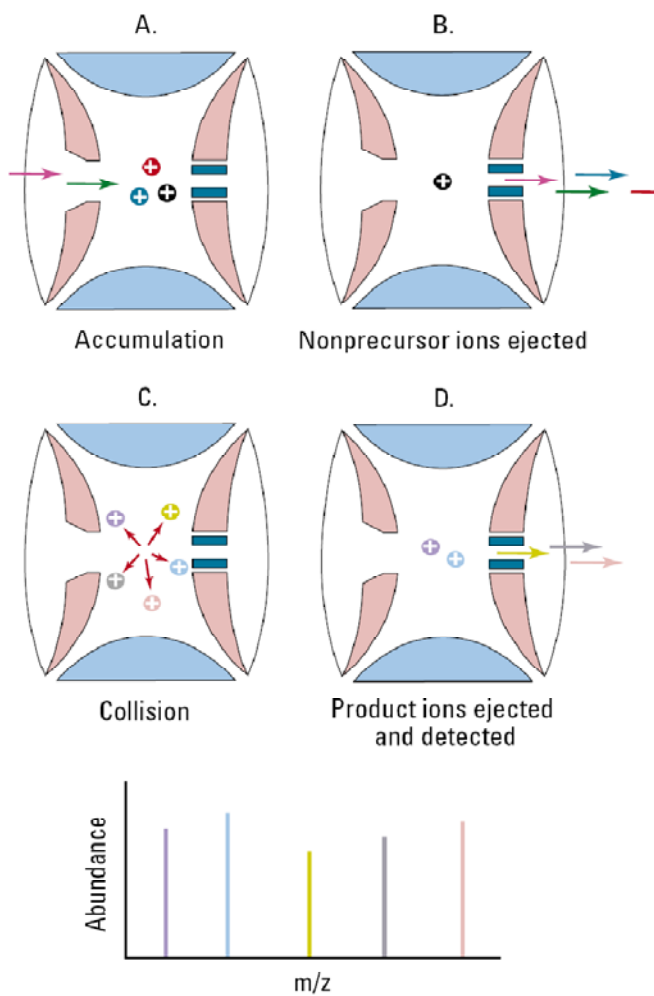 A.
B.
Accumulation
Nonprecursor ions ejected
C.
D.
Collision
Product ions ejected
and detected
Abundance
m/z